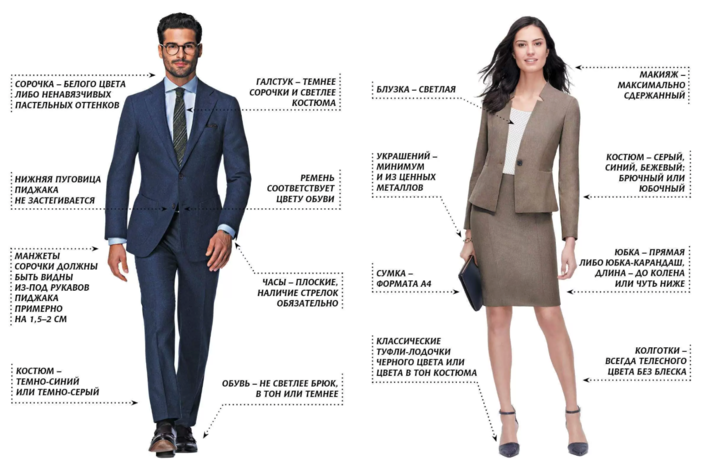 СОРОЧКА – БЕЛОГО ЦВЕТА
ЛИБО НЕНАВЯЗЧИВЫХ
ПАСТЕЛЬНЫХ ОТТЕНКОВ
ГАЛСТУК – ТЕМНЕЕ
СОРОЧКИ И СВЕТЛЕЕ
КОСТЮМА
НИЖНЯЯ ПУГОВИЦА
ПИДЖАКА
НЕ ЗАСТЕГИВАЕТСЯ
РЕМЕНЬ
СООТВЕТСТВУЕТ
ЦВЕТУ ОБУВИ
МАНЖЕТЫ
СОРОЧКИ ДОЛЖНЫ
БЫТЬ ВИДНЫ
ИЗ-ПОД РУКАВОВ
ПИДЖАКА
ПРИМЕРНО
НА 1,5–2 СМ
ЧАСЫ – ПЛОСКИЕ,
НАЛИЧИЕ СТРЕЛОК
ОБЯЗАТЕЛЬНО
КОСТЮМ –
ТЕМНО-СИНИЙ
ИЛИ ТЕМНО-СЕРЫЙ
ОБУВЬ – НЕ СВЕТЛЕЕ БРЮК,
В ТОН ИЛИ ТЕМНЕЕ
БЛУЗКА – СВЕТЛАЯ
МАКИЯЖ –
МАКСИМАЛЬНО
СДЕРЖАННЫЙ
УКРАШЕНИЙ –
МИНИМУМ
И ИЗ ЦЕННЫХ
МЕТАЛЛОВ
КОСТЮМ – СЕРЫЙ,
СИНИЙ, БЕЖЕВЫЙ;
БРЮЧНЫЙ ИЛИ
ЮБОЧНЫЙ
СУМКА –
ФОРМАТА А4
ЮБКА – ПРЯМАЯ
ЛИБО ЮБКА-КАРАНДАШ,
ДЛИНА – ДО КОЛЕНА
ИЛИ ЧУТЬ НИЖЕ
КЛАССИЧЕСКИЕ
ТУФЛИ-ЛОДОЧКИ
ЧЕРНОГО ЦВЕТА ИЛИ
ЦВЕТА В ТОН КОСТЮМА
КОЛГОТКИ –
ВСЕГДА ТЕЛЕСНОГО
ЦВЕТА БЕЗ БЛЕСКА